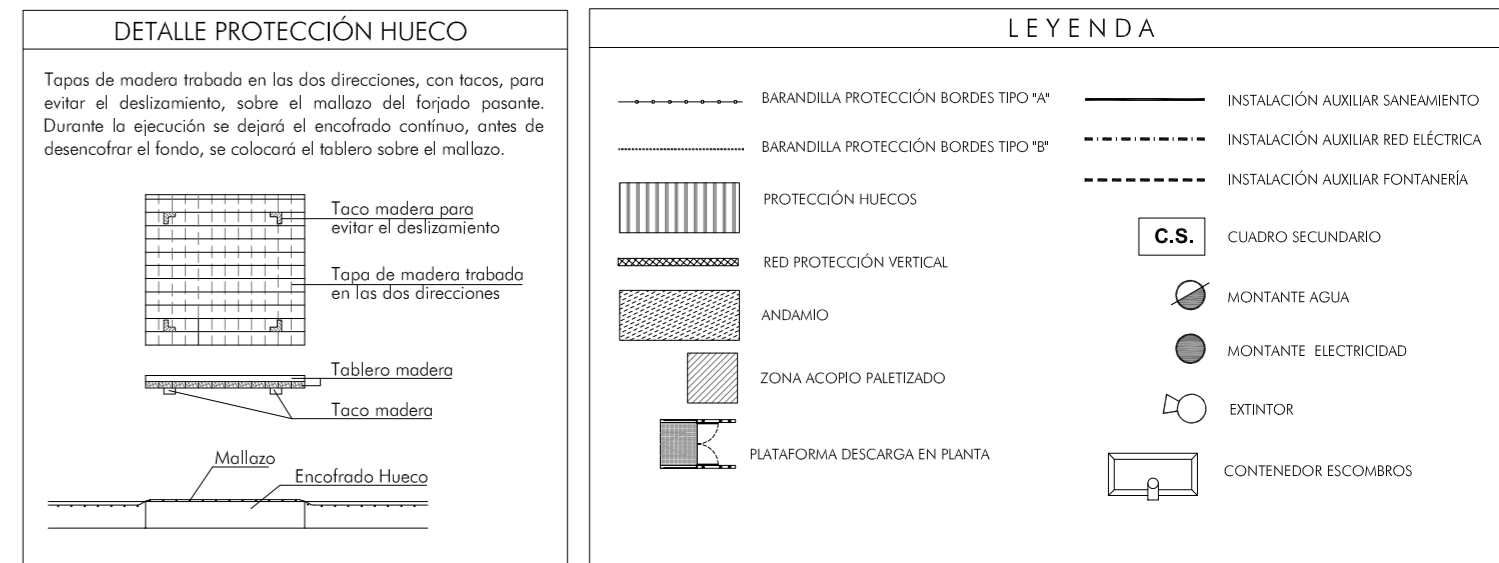 DETALLE PROTECCIÓN HUECO
Tapas de madera trabada en las dos direcciones, con tacos, para
evitar el deslizamiento, sobre el mallazo del forjado pasante.
Durante la ejecución se dejará el encofrado contínuo, antes de
desencofrar el fondo, se colocará el tablero sobre el mallazo.
Taco madera para
evitar el deslizamiento
Tapa de madera trabada
en las dos direcciones
Tablero madera
Taco madera
Mallazo
Encofrado Hueco
LEYENDA
BARANDILLA PROTECCIÓN BORDES TIPO "A"
BARANDILLA PROTECCIÓN BORDES TIPO "B"
PROTECCIÓN HUECOS
RED PROTECCIÓN VERTICAL
ANDAMIO
ZONA ACOPIO PALETIZADO
PLATAFORMA DESCARGA EN PLANTA
INSTALACIÓN AUXILIAR SANEAMIENTO
INSTALACIÓN AUXILIAR RED ELÉCTRICA
INSTALACIÓN AUXILIAR FONTANERÍA
C.S. CUADRO SECUNDARIO
MONTANTE AGUA
MONTANTE ELECTRICIDAD
EXTINTOR
CONTENEDOR ESCOMBROS